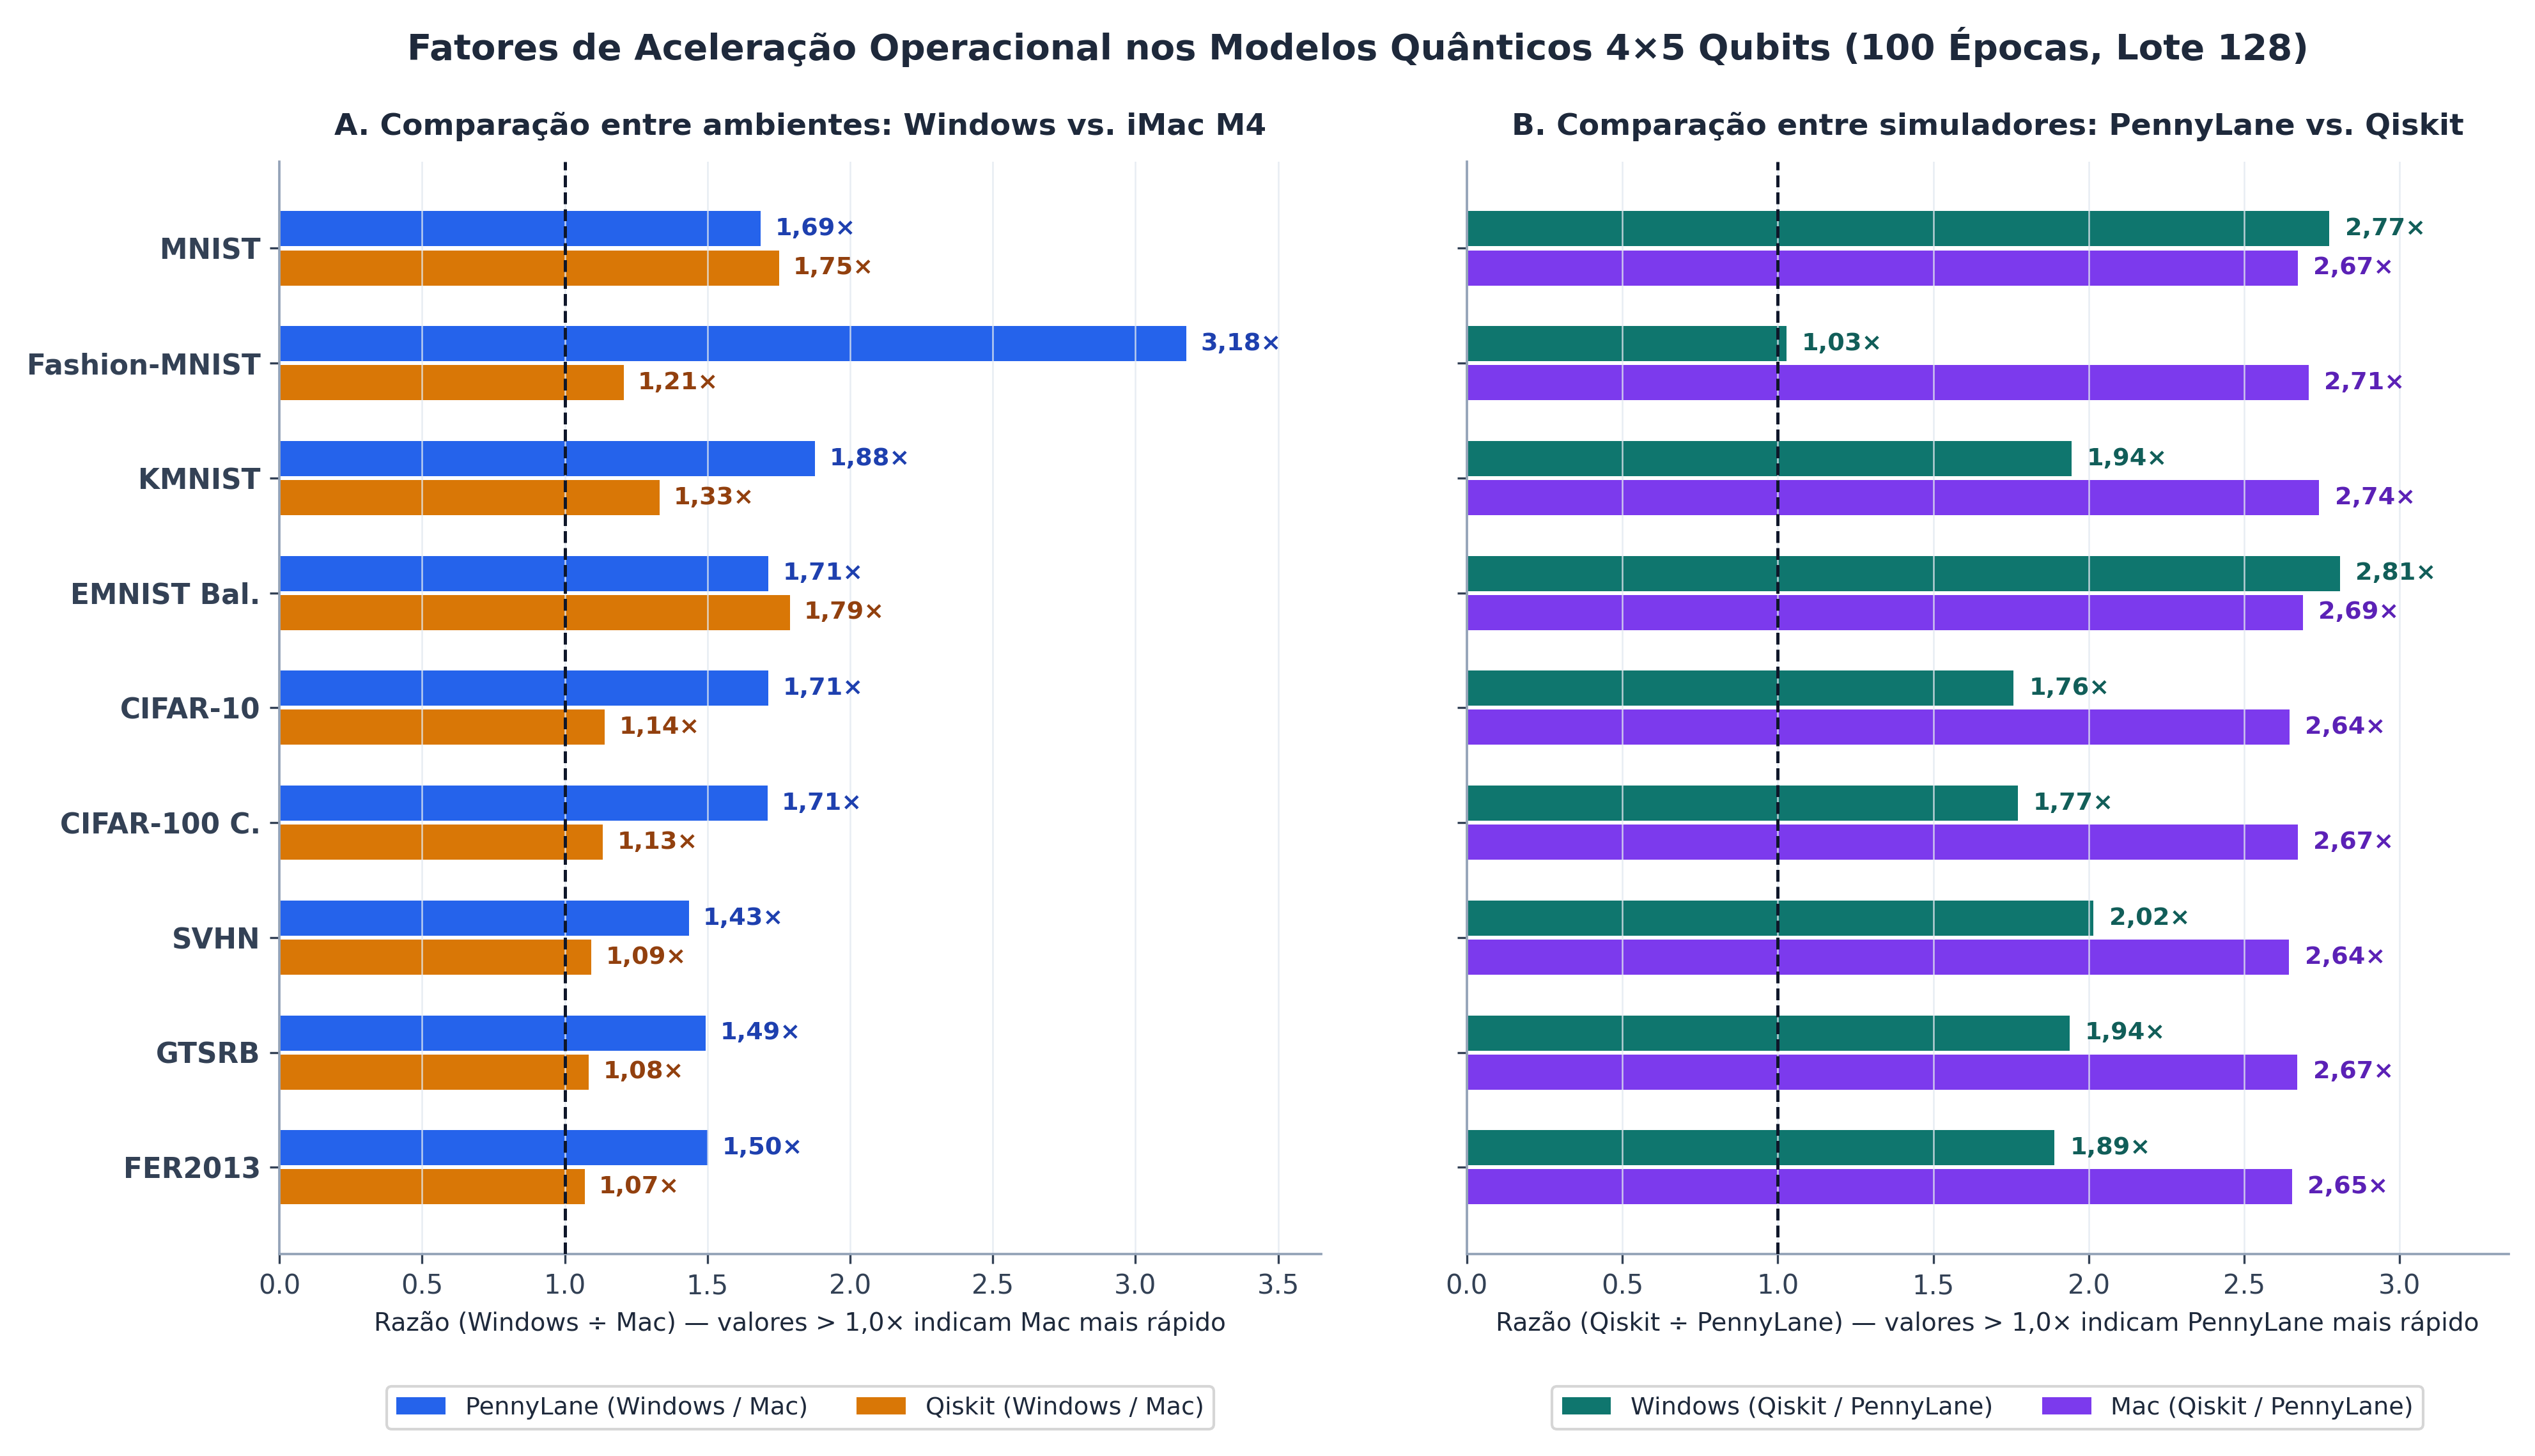 Fatores de Aceleração Operacional nos Modelos Quânticos 4×5 Qubits (100 Épocas, Lote 128)
A. Comparação entre ambientes: Windows vs. iMac M4
MNIST
1,69×
1,75×
Fashion-MNIST
3,18×
1,21×
KMNIST
1,88×
1,33×
EMNIST Bal.
1,71×
1,79×
CIFAR-10
1,71×
1,14×
CIFAR-100 C.
1,71×
1,13×
SVHN
1,43×
1,09×
GTSRB
1,49×
1,08×
FER2013
1,50×
1,07×
0.0 0.5 1.0 1.5 2.0 2.5 3.0 3.5
Razão (Windows ÷ Mac) — valores > 1,0× indicam Mac mais rápido
PennyLane (Windows / Mac) Qiskit (Windows / Mac)
B. Comparação entre simuladores: PennyLane vs. Qiskit
2,77×
2,67×
1,03×
2,71×
1,94×
2,74×
2,81×
2,69×
1,76×
2,64×
1,77×
2,67×
2,02×
2,64×
1,94×
2,67×
1,89×
2,65×
0.0 0.5 1.0 1.5 2.0 2.5 3.0
Razão (Qiskit ÷ PennyLane) — valores > 1,0× indicam PennyLane mais rápido
Windows (Qiskit / PennyLane) Mac (Qiskit / PennyLane)